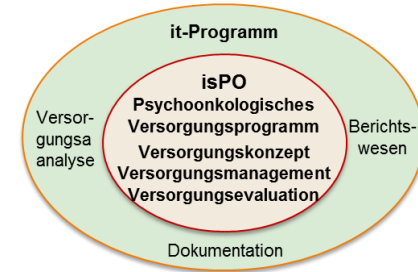 it-Programm
isPO
Psychoonkologisches
Versorgungsprogramm
Versorgungskonzept
Versorgungsmanagement
Versorgungsevaluation
Versor-
gungsa
analyse
Berichts-
wesen
Dokumentation